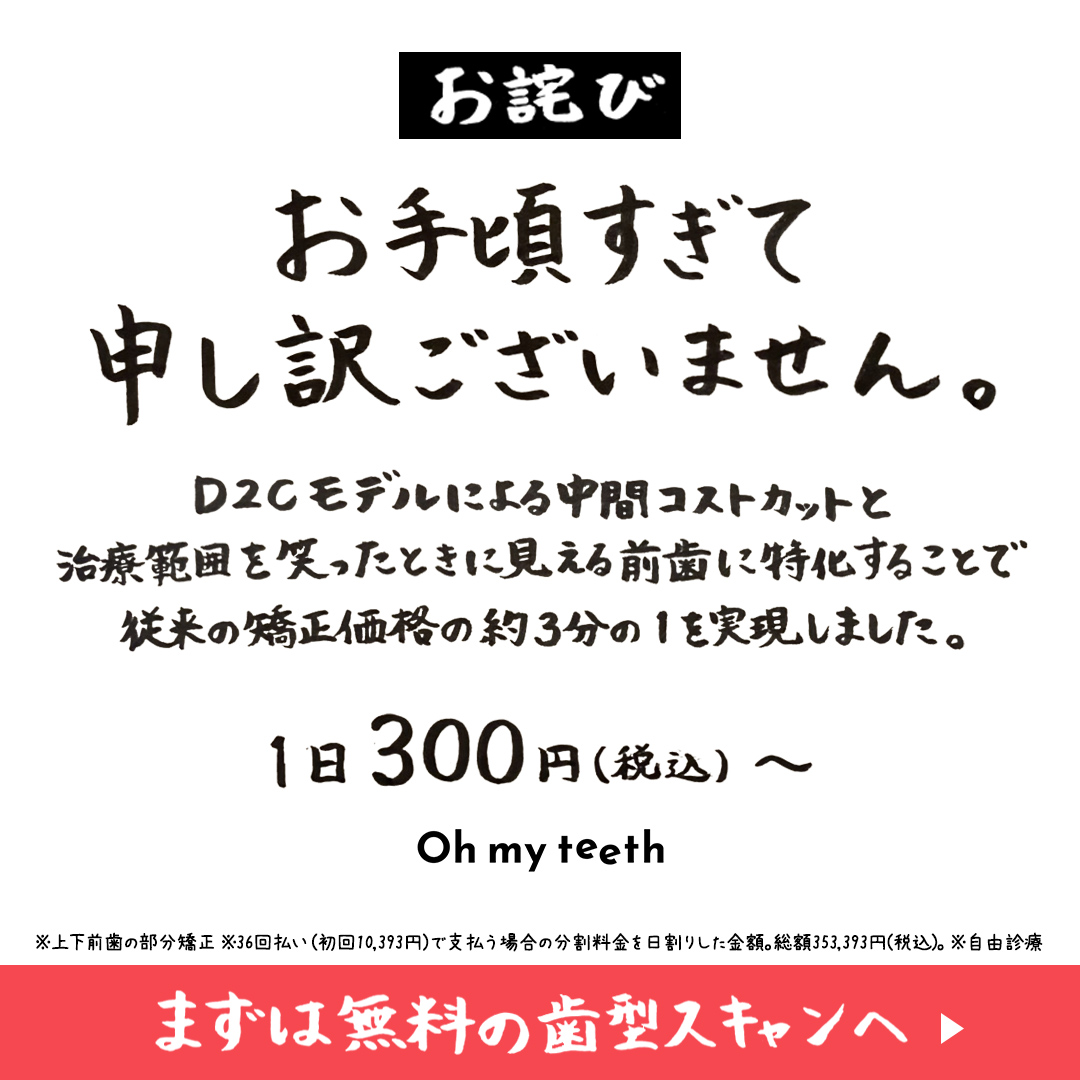 お詫び
お手頃すぎて
申し訳ございません。
D2Cモデルによる中間コストカットと
治療範囲を笑ったときに見える前歯に特化することで
従来の矯正価格の約3分の1を実現しました。
1日300円(税込)～
Oh my teeth
※上下前歯の部分矯正 ※36回払い(初回10,393円)で支払う場合の分割料金を日割りした金額。総額353,393円(税込)。※自由診療
まずは無料の歯型スキャンへ ▶